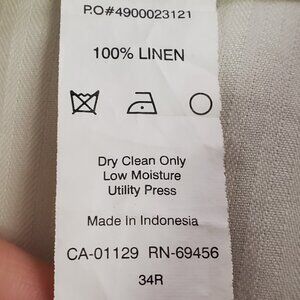 P.O#4900023121
100% LINEN
Dry Clean Only
Low Moisture
Utility Press
Made in Indonesia
CA-01129 RN-69456
34R